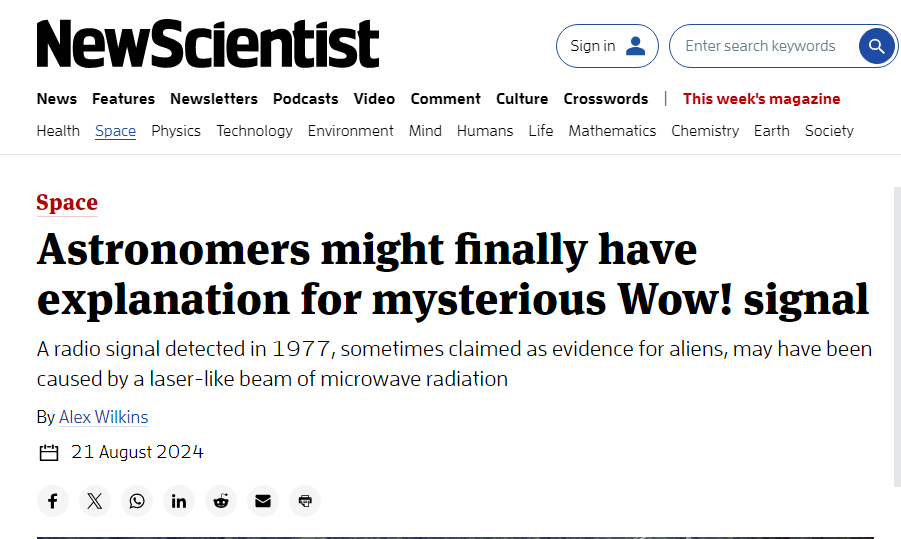 NewScientist
Sign in
Enter search keywords
News Features Newsletters Podcasts Video Comment Culture Crosswords | This week's magazine
Health Space Physics Technology Environment Mind Humans Life Mathematics Chemistry Earth Society
Space
Astronomers might finally have
explanation for mysterious Wow! signal
A radio signal detected in 1977, sometimes claimed as evidence for aliens, may have been
caused by a laser-like beam of microwave radiation
By Alex Wilkins
21 August 2024